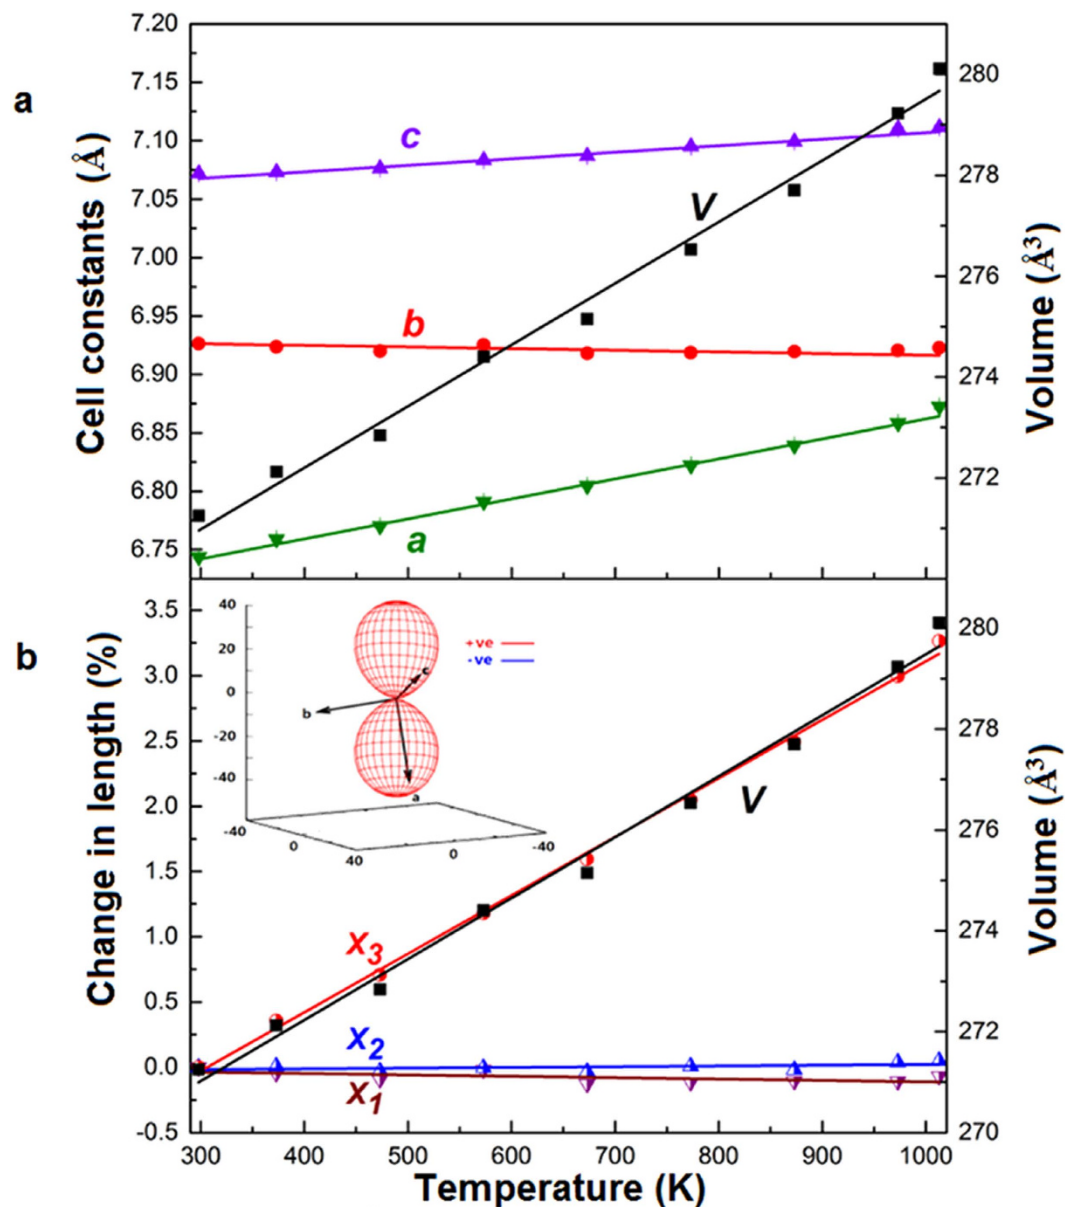 a
Cell constants (Å)
7.20
7.15
7.10
7.05
7.00
6.95
6.90
6.85
6.80
6.75
c
V
b
a
280
278
276
274
272
Volume (Å³)
b
Change in length (%)
3.5
3.0
2.5
2.0
1.5
1.0
0.5
0.0
-0.5
40
20
0
-20
-40
+ve
-ve
c
b
a
-40
0
40
0
-40
V
X3
X2
X1
280
278
276
274
272
270
Volume (Å³)
300 400 500 600 700 800 900 1000
Temperature (K)